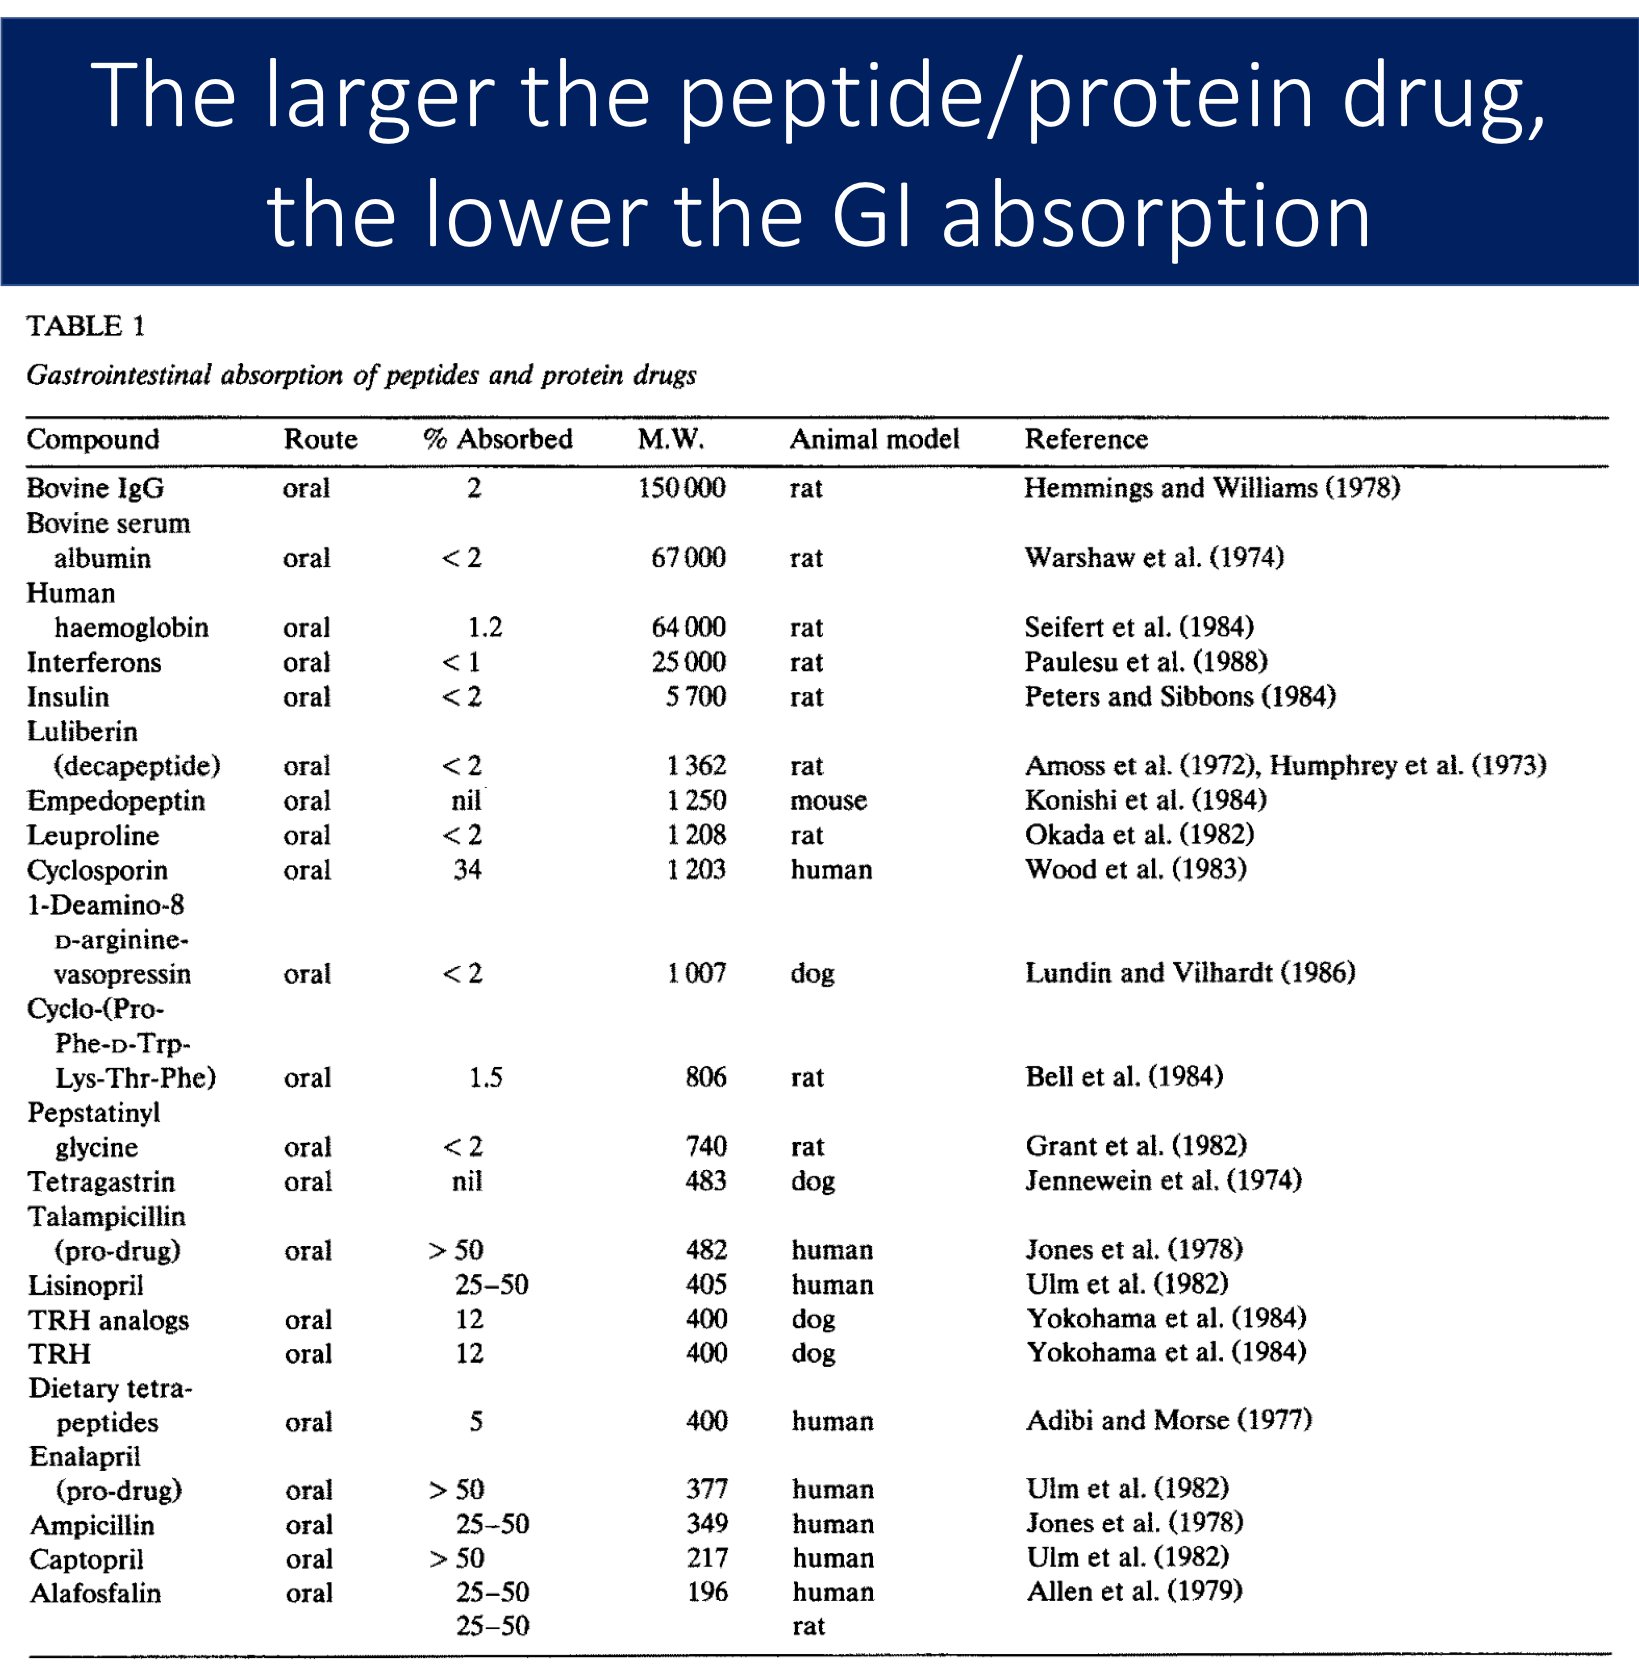 The larger the peptide/protein drug,
the lower the GI absorption
TABLE 1
Gastrointestinal absorption of peptides and protein drugs
Compound Route % Absorbed M.W. Animal model Reference
Bovine IgG oral 2 150 000 rat Hemmings and Williams (1978)
Bovine serum
albumin oral < 2 67 000 rat Warshaw et al. (1974)
Human
haemoglobin oral 1.2 64 000 rat Seifert et al. (1984)
Interferons oral < 1 25 000 rat Paulesu et al. (1988)
Insulin oral < 2 5 700 rat Peters and Sibbons (1984)
Luliberin
(decapeptide) oral < 2 1 362 rat Amoss et al. (1972), Humphrey et al. (1973)
Empedopeptin oral nil 1 250 mouse Konishi et al. (1984)
Leuproline oral < 2 1 208 rat Okada et al. (1982)
Cyclosporin oral 34 1 203 human Wood et al. (1983)
1-Deamino-8
D-arginine-
vasopressin oral < 2 1 007 dog Lundin and Vilhardt (1986)
Cyclo-(Pro-
Phe-D-Trp-
Lys-Thr-Phe) oral 1.5 806 rat Bell et al. (1984)
Pepstatinyl
glycine oral < 2 740 rat Grant et al. (1982)
Tetragastrin oral nil 483 dog Jennewein et al. (1974)
Talampicillin
(pro-drug) oral > 50 482 human Jones et al. (1978)
Lisinopril 25–50 405 human Ulm et al. (1982)
TRH analogs oral 12 400 dog Yokohama et al. (1984)
TRH oral 12 400 dog Yokohama et al. (1984)
Dietary tetra-
peptides oral 5 400 human Adibi and Morse (1977)
Enalapril
(pro-drug) oral > 50 377 human Ulm et al. (1982)
Ampicillin oral 25–50 349 human Jones et al. (1978)
Captopril oral > 50 217 human Ulm et al. (1982)
Alafosfalin oral 25–50 196 human Allen et al. (1979)
25–50 rat